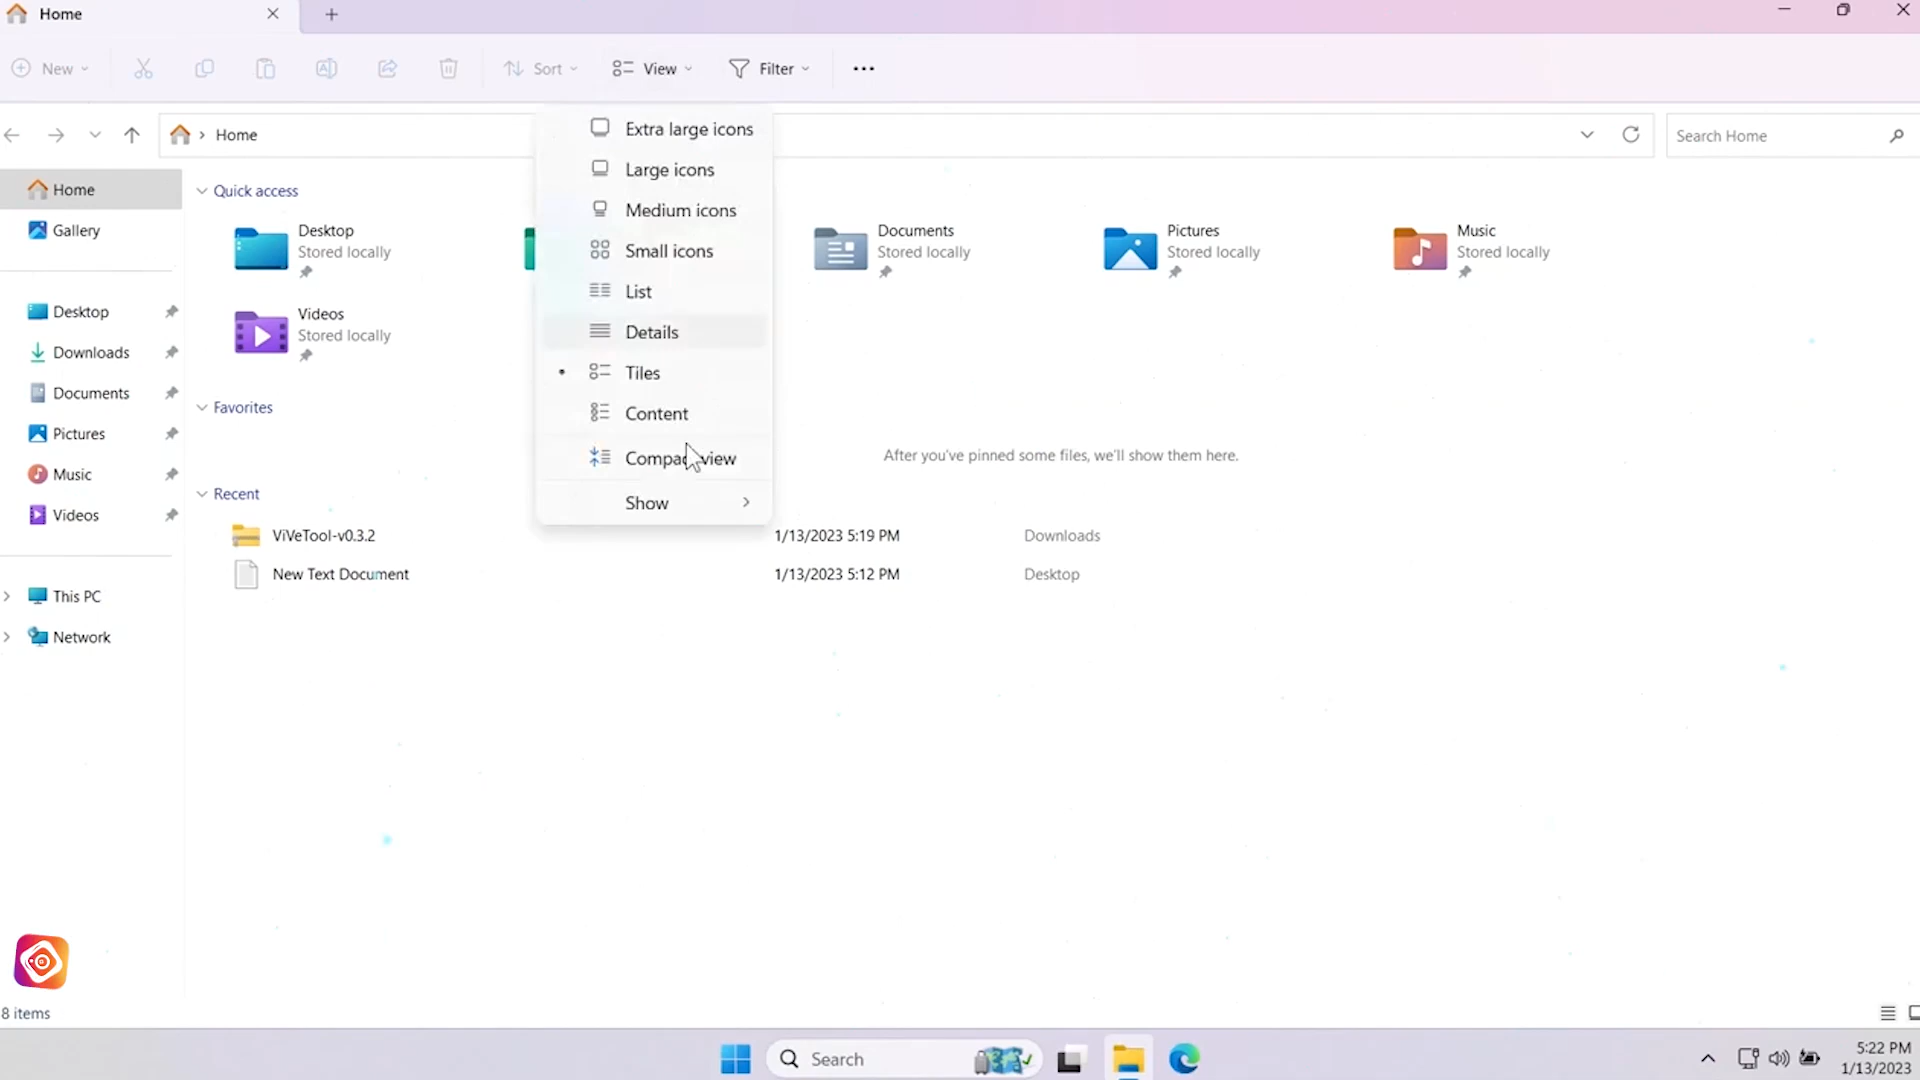 Home
New
Sort
View
Filter
Home
Search Home
Extra large icons
Large icons
Medium icons
Small icons
List
Details
Tiles
Content
Compact view
Show
Home
Gallery
Desktop
Downloads
Documents
Pictures
Music
Videos
This PC
Network
Quick access
Desktop
Stored locally
Documents
Stored locally
Pictures
Stored locally
Music
Stored locally
Videos
Stored locally
Favorites
After you've pinned some files, we'll show them here.
Recent
ViVeTool-v0.3.2 1/13/2023 5:19 PM Downloads
New Text Document 1/13/2023 5:12 PM Desktop
8 items
Search
5:22 PM
1/13/2023